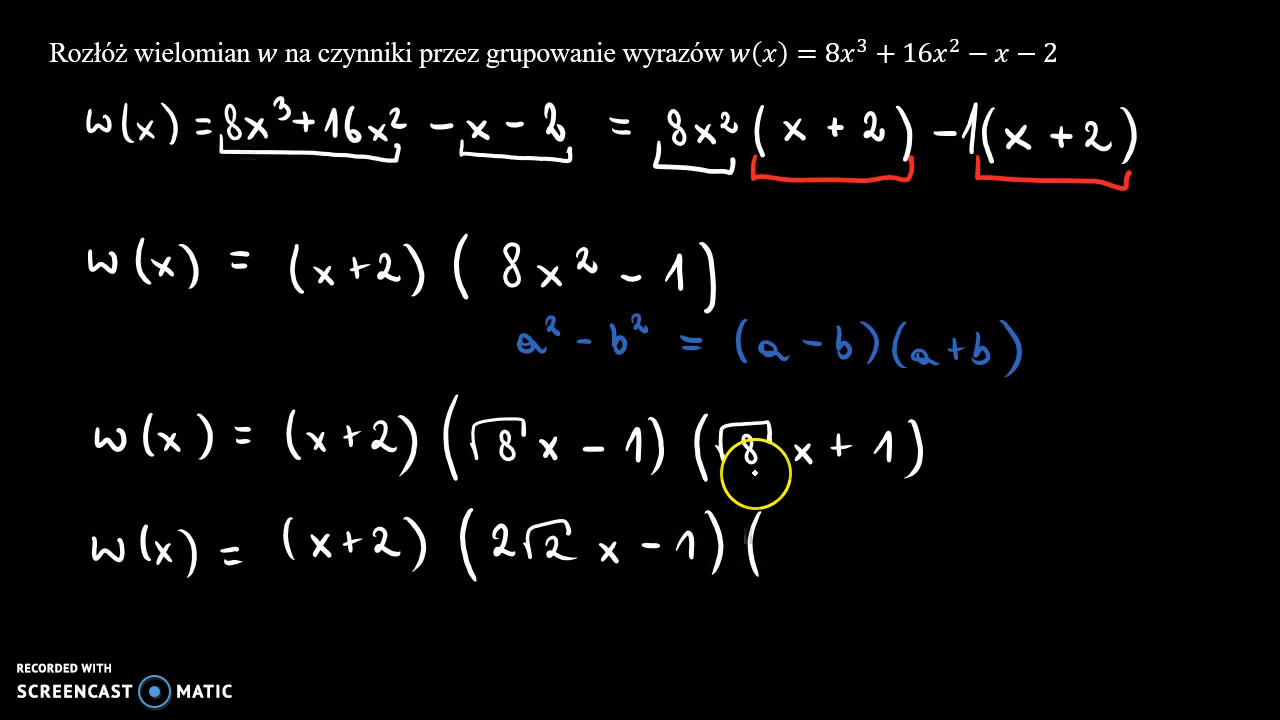 Rozłóż wielomian w na czynniki przez grupowanie wyrazów w(x) = 8x³ + 16x² − x − 2
w(x) = 8x³ + 16x² − x − 2 = 8x² (x + 2) − 1(x + 2)
w(x) = (x+2) (8x² − 1)
a² − b² = (a − b)(a + b)
w(x) = (x+2) (√8 x − 1) (√8 x + 1)
w(x) = (x+2) (2√2 x − 1) (
RECORDED WITH
SCREENCAST MATIC